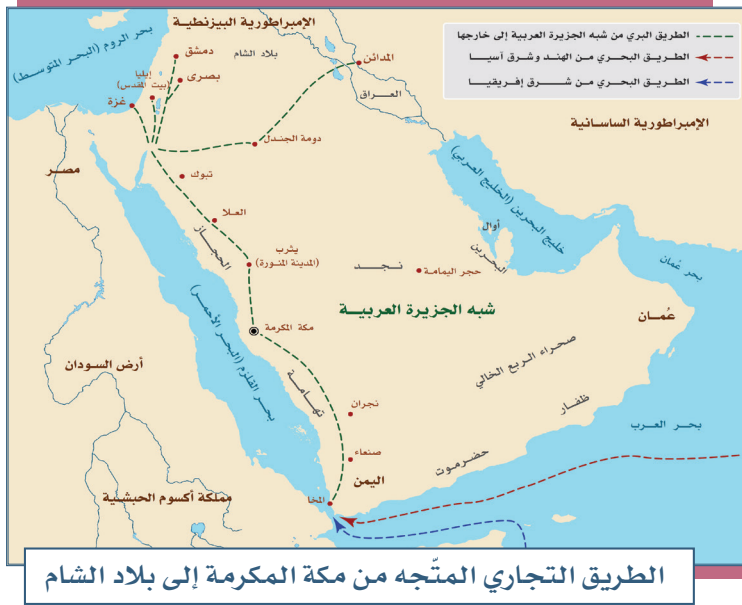 الإمبراطورية البيزنطية
بحر الروم (البحر المتوسط)
دمشق
بلاد الشام
بصرى
إيليا
(بيت المقدس)
غزة
المدائن
العراق
الطريق البري من شبه الجزيرة العربية إلى خارجها
الطريق البحري من الهند وشرق آسيا
الطريق البحري من شرق إفريقيا
الإمبراطورية الساسانية
دومة الجندل
مصر
تبوك
العلا
الحجاز
يثرب
(المدينة المنورة)
خليج البحرين (الخليج العربي)
أوال
البحرين
نجد
حجر اليمامة
بحر عُمان
عُمان
شبه الجزيرة العربية
مكة المكرمة
بحر القلزم (البحر الأحمر)
أرض السودان
تهامة
صحراء الربع الخالي
نجران
ظفار
بحر العرب
صنعاء
حضرموت
اليمن
المخا
مملكة أكسوم الحبشية
الطريق التجاري المتّجه من مكة المكرمة إلى بلاد الشام